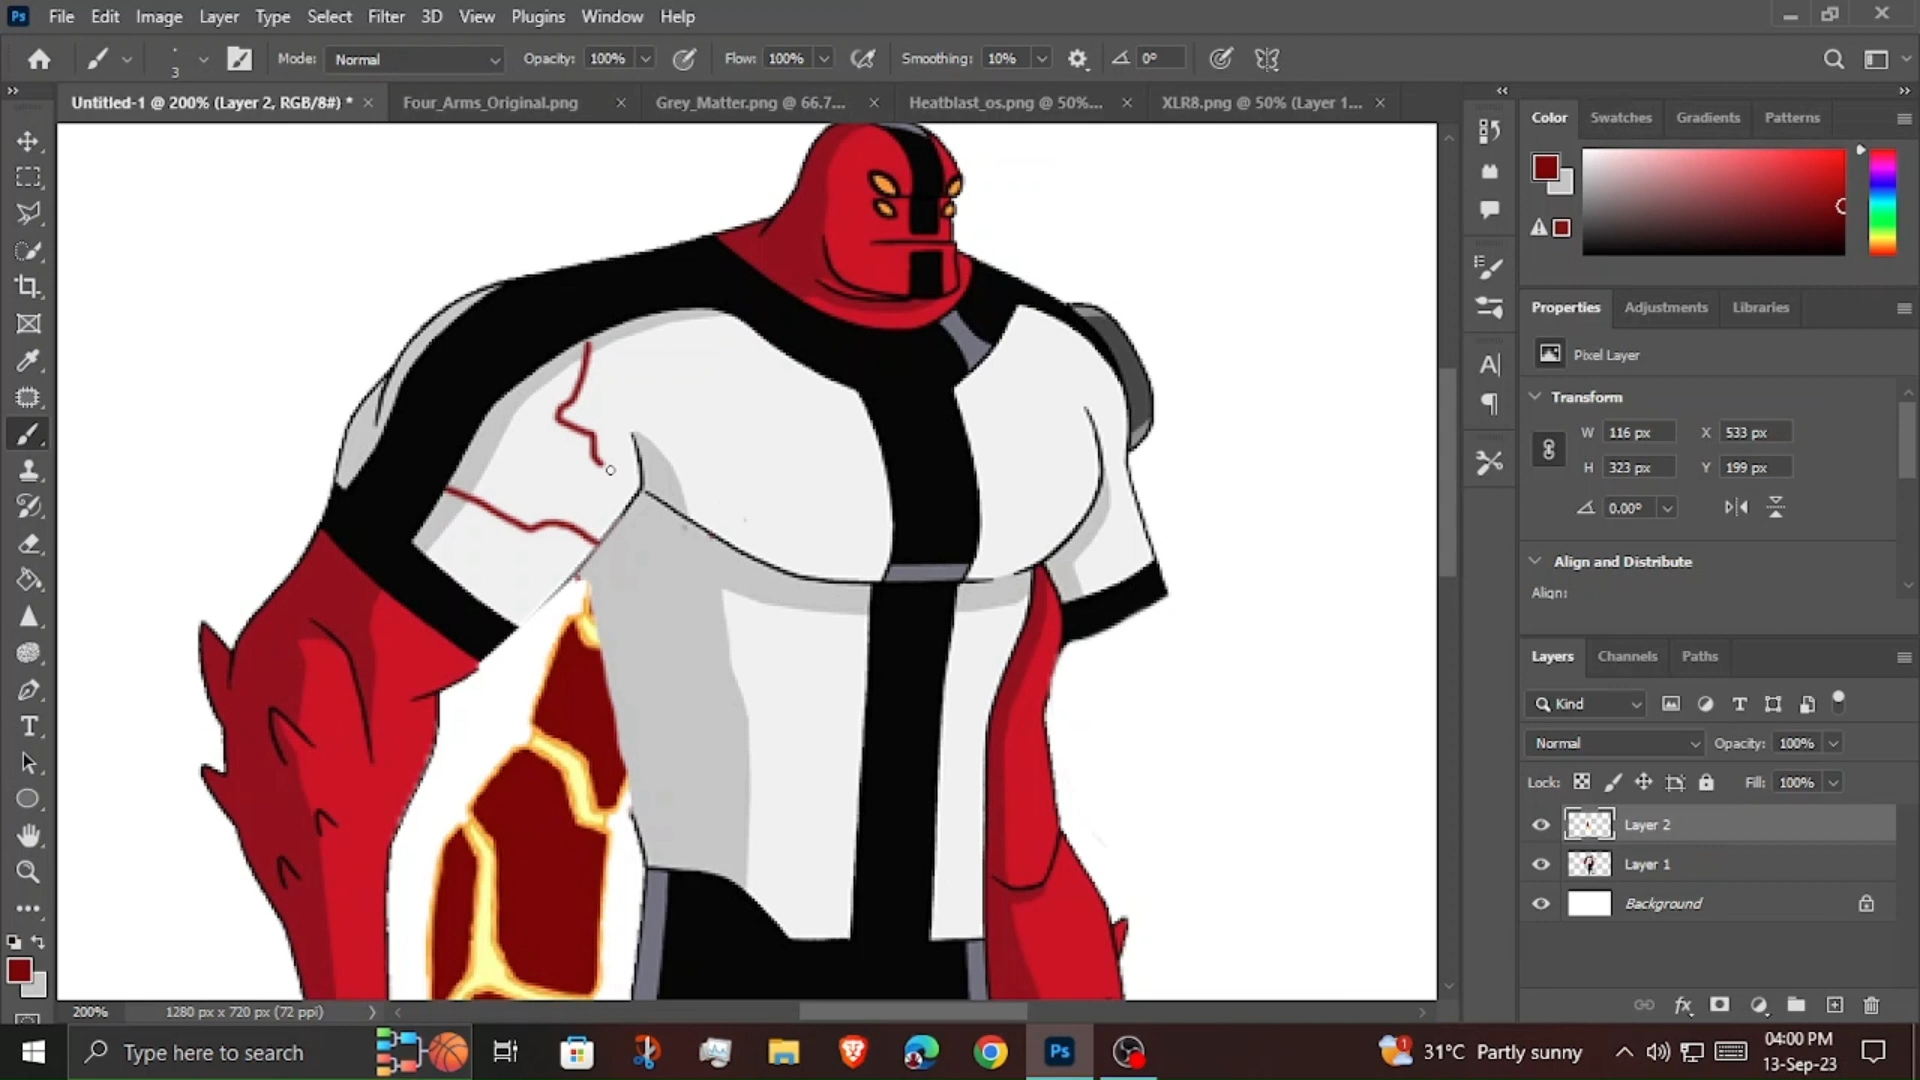 Ps File Edit Image Layer Type Select Filter 3D View Plugins Window Help
3 Mode: Normal Opacity: 100% Flow: 100% Smoothing: 10% 0°
Untitled-1 @ 200% (Layer 2, RGB/8#) * Four_Arms_Original.png Grey_Matter.png @ 66.7... Heatblast_os.png @ 50%... XLR8.png @ 50% (Layer 1...
Color Swatches Gradients Patterns
Properties Adjustments Libraries
Pixel Layer
Transform
W 116 px X 533 px
H 323 px Y 199 px
0.00°
Align and Distribute
Align:
Layers Channels Paths
Kind
Normal Opacity: 100%
Lock: Fill: 100%
Layer 2
Layer 1
Background
200% 1280 px x 720 px (72 ppi)
Type here to search
Ps
1
31°C Partly sunny
04:00 PM
13-Sep-23